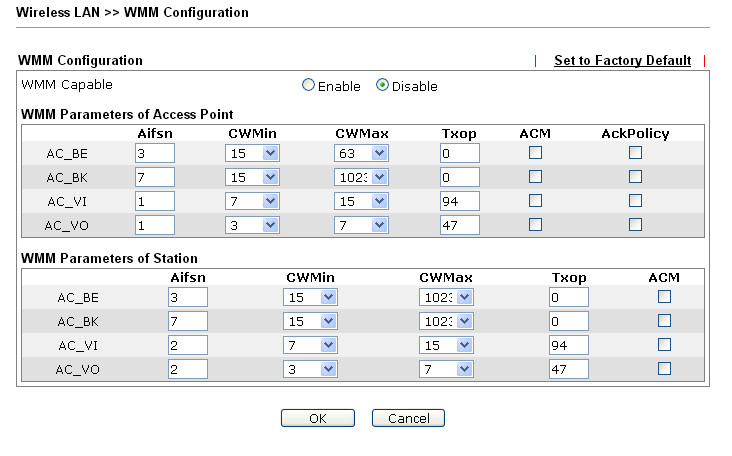 Wireless LAN >> WMM Configuration
WMM Configuration | Set to Factory Default |
WMM Capable Enable Disable
WMM Parameters of Access Point
Aifsn CWMin CWMax Txop ACM AckPolicy
AC_BE 3 15 63 0
AC_BK 7 15 1023 0
AC_VI 1 7 15 94
AC_VO 1 3 7 47
WMM Parameters of Station
Aifsn CWMin CWMax Txop ACM
AC_BE 3 15 1023 0
AC_BK 7 15 1023 0
AC_VI 2 7 15 94
AC_VO 2 3 7 47
OK Cancel